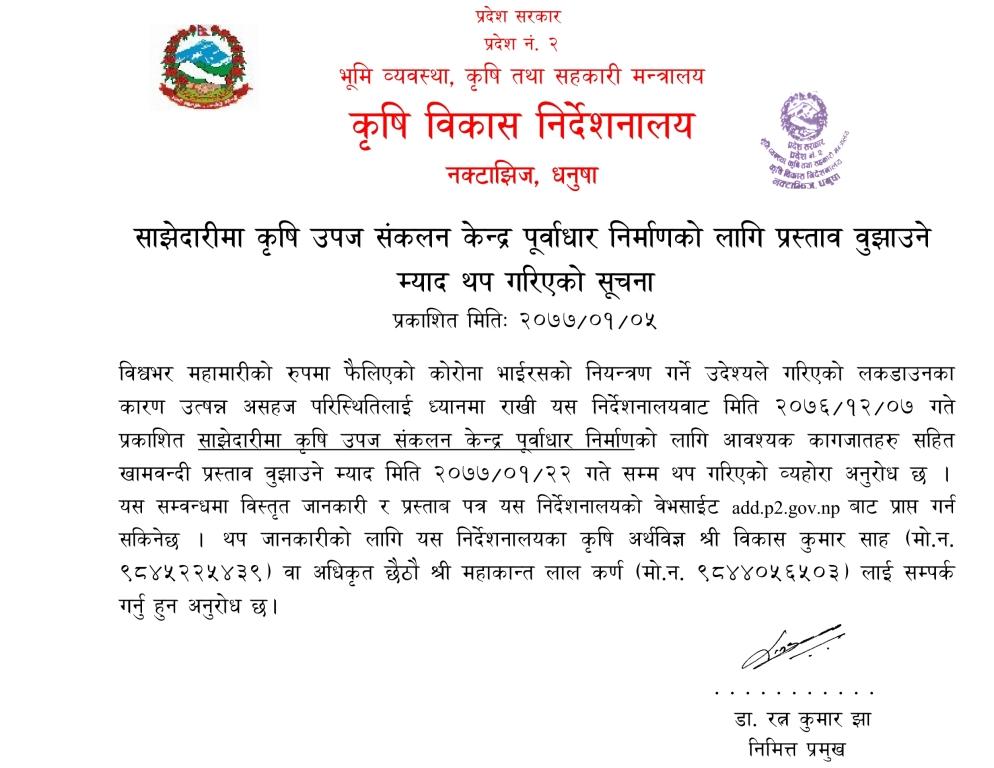 प्रदेश सरकार
प्रदेश नं. २
भूमि व्यवस्था, कृषि तथा सहकारी मन्त्रालय
कृषि विकास निर्देशनालय
नक्टाझिज, धनुषा
प्रदेश सरकार
प्रदेश नं. २
भूमि व्यवस्था कृषि तथा सहकारी मन्त्रालय
कृषि विकास निर्देशनालय
नक्टाझिज, धनुषा
साझेदारीमा कृषि उपज संकलन केन्द्र पूर्वाधार निर्माणको लागि प्रस्ताव वुझाउने
म्याद थप गरिएको सूचना
प्रकाशित मितिः २०७७/०१/०५
विश्वभर महामारीको रुपमा फैलिएको कोरोना भाईरसको नियन्त्रण गर्ने उदेश्यले गरिएको लकडाउनका
कारण उत्पन्न असहज परिस्थितिलाई ध्यानमा राखी यस निर्देशनालयवाट मिति २०७६/१२/०७ गते
प्रकाशित साझेदारीमा कृषि उपज संकलन केन्द्र पूर्वाधार निर्माणको लागि आवश्यक कागजातहरु सहित
खामवन्दी प्रस्ताव वुझाउने म्याद मिति २०७७/०१/२२ गते सम्म थप गरिएको व्यहोरा अनुरोध छ ।
यस सम्वन्धमा विस्तृत जानकारी र प्रस्ताब पत्र यस निर्देशनालयको वेभसाईट add.p2.gov.np बाट प्राप्त गर्न
सकिनेछ । थप जानकारीको लागि यस निर्देशनालयका कृषि अर्थविज्ञ श्री विकास कुमार साह (मो.न.
९८४५२२५४३९) वा अधिकृत छैठौ श्री महाकान्त लाल कर्ण (मो.न. ९८४४०५६५०३) लाई सम्पर्क
गर्नु हुन अनुरोध छ।
. . . . . . . . . . .
डा. रत्न कुमार झा
निमित्त प्रमुख